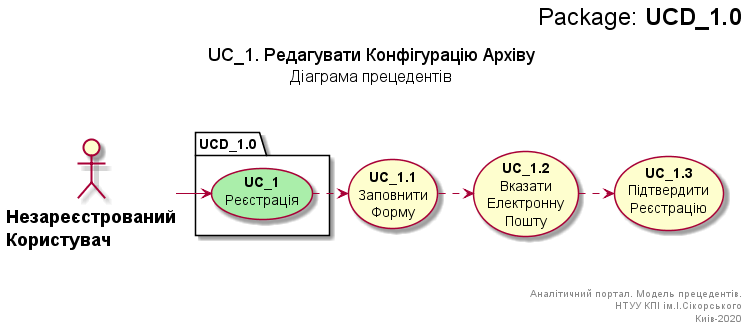 Package: UCD_1.0
UC_1. Редагувати Конфігурацію Архіву
Діаграма прецедентів
Незареєстрований
Користувач
UCD_1.0
UC_1
Реєстрація
UC_1.1
Заповнити
Форму
UC_1.2
Вказати
Електронну
Пошту
UC_1.3
Підтвердити
Реєстрацію
Аналітичний портал. Модель прецедентів.
НТУУ КПІ ім.І.Сікорського
Київ-2020